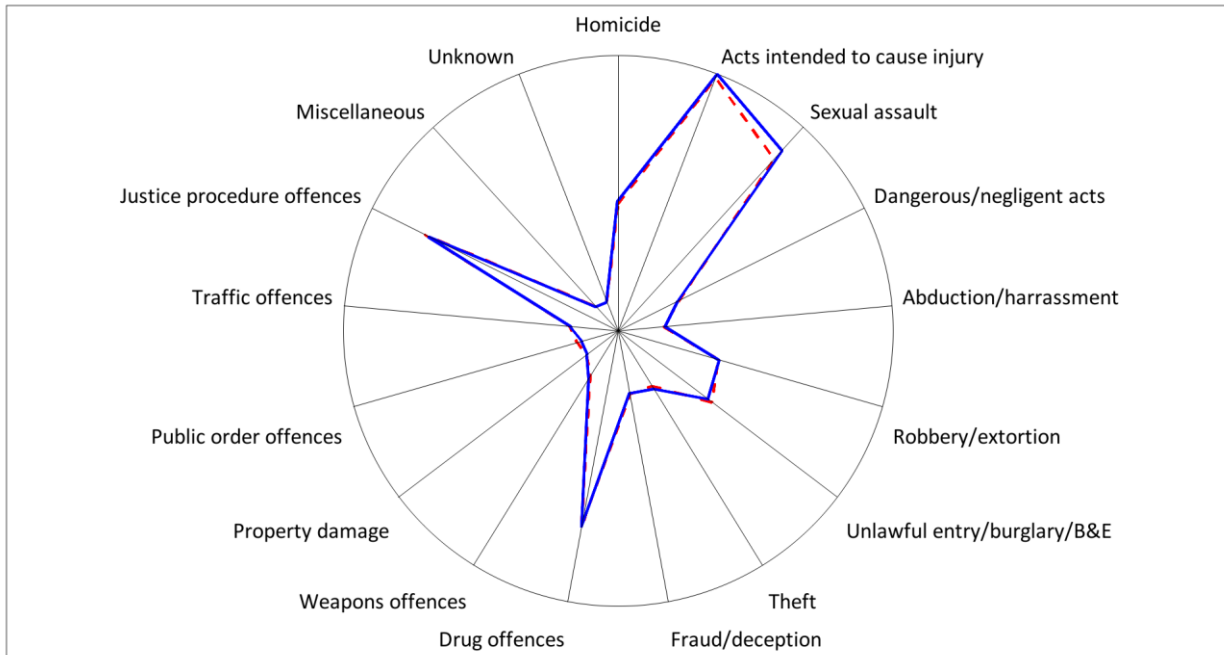 Homicide
Acts intended to cause injury
Sexual assault
Dangerous/negligent acts
Abduction/harrassment
Robbery/extortion
Unlawful entry/burglary/B&E
Theft
Fraud/deception
Drug offences
Weapons offences
Property damage
Public order offences
Traffic offences
Justice procedure offences
Miscellaneous
Unknown